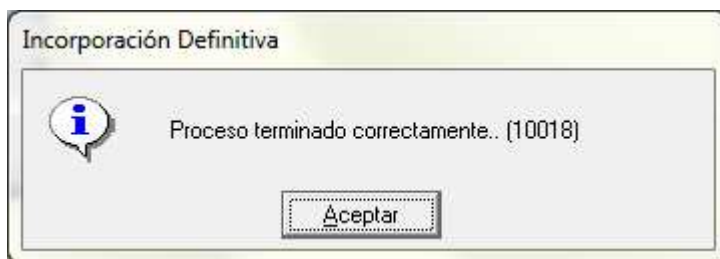 Incorporación Definitiva
Proceso terminado correctamente.. (10018)
Aceptar